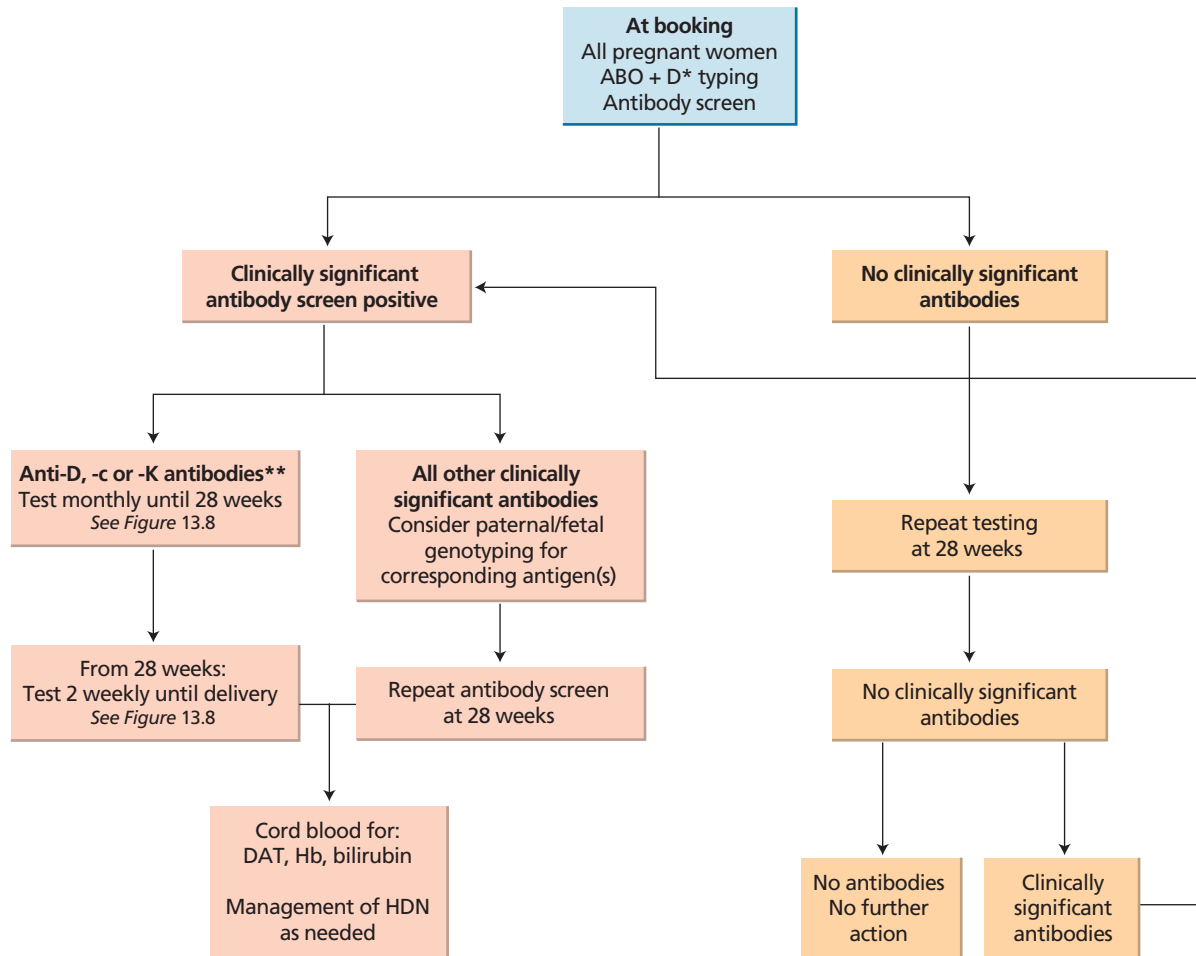 At booking
All pregnant women
ABO + D* typing
Antibody screen
Clinically significant
antibody screen positive
No clinically significant
antibodies
Anti-D, -c or -K antibodies**
Test monthly until 28 weeks
See Figure 13.8
All other clinically
significant antibodies
Consider paternal/fetal
genotyping for
corresponding antigen(s)
Repeat testing
at 28 weeks
From 28 weeks:
Test 2 weekly until delivery
See Figure 13.8
Repeat antibody screen
at 28 weeks
No clinically significant
antibodies
Cord blood for:
DAT, Hb, bilirubin
Management of HDN
as needed
No antibodies
No further
action
Clinically
significant
antibodies